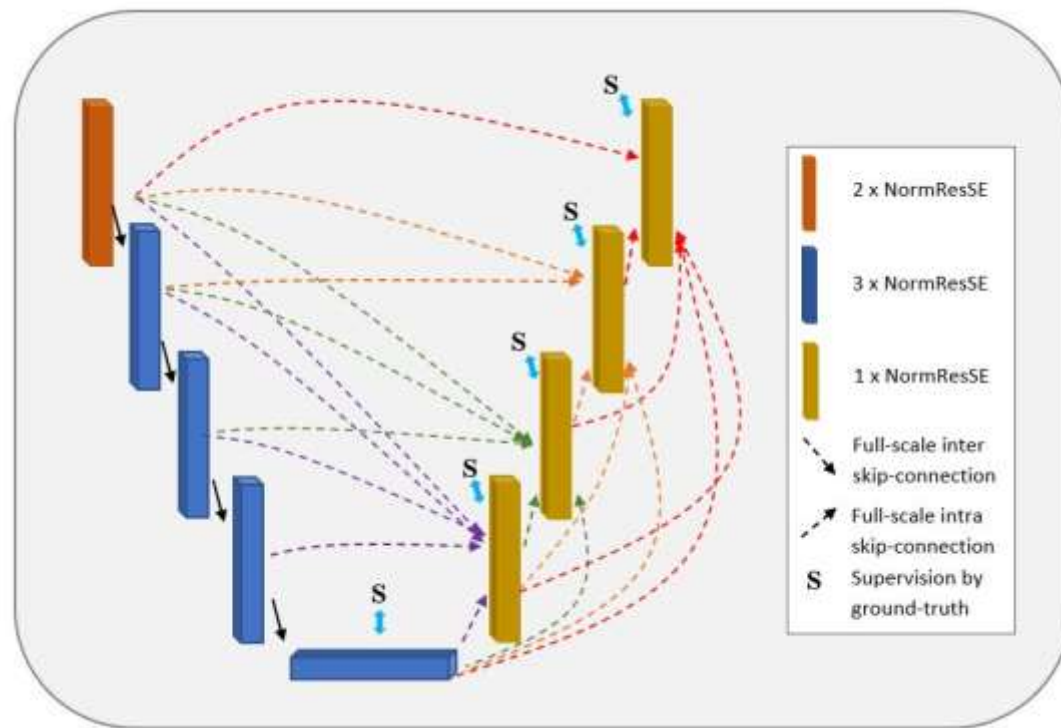 S
S
S
S
S
2 x NormResSE
3 x NormResSE
1 x NormResSE
Full-scale inter
skip-connection
Full-scale intra
skip-connection
S Supervision by
ground-truth